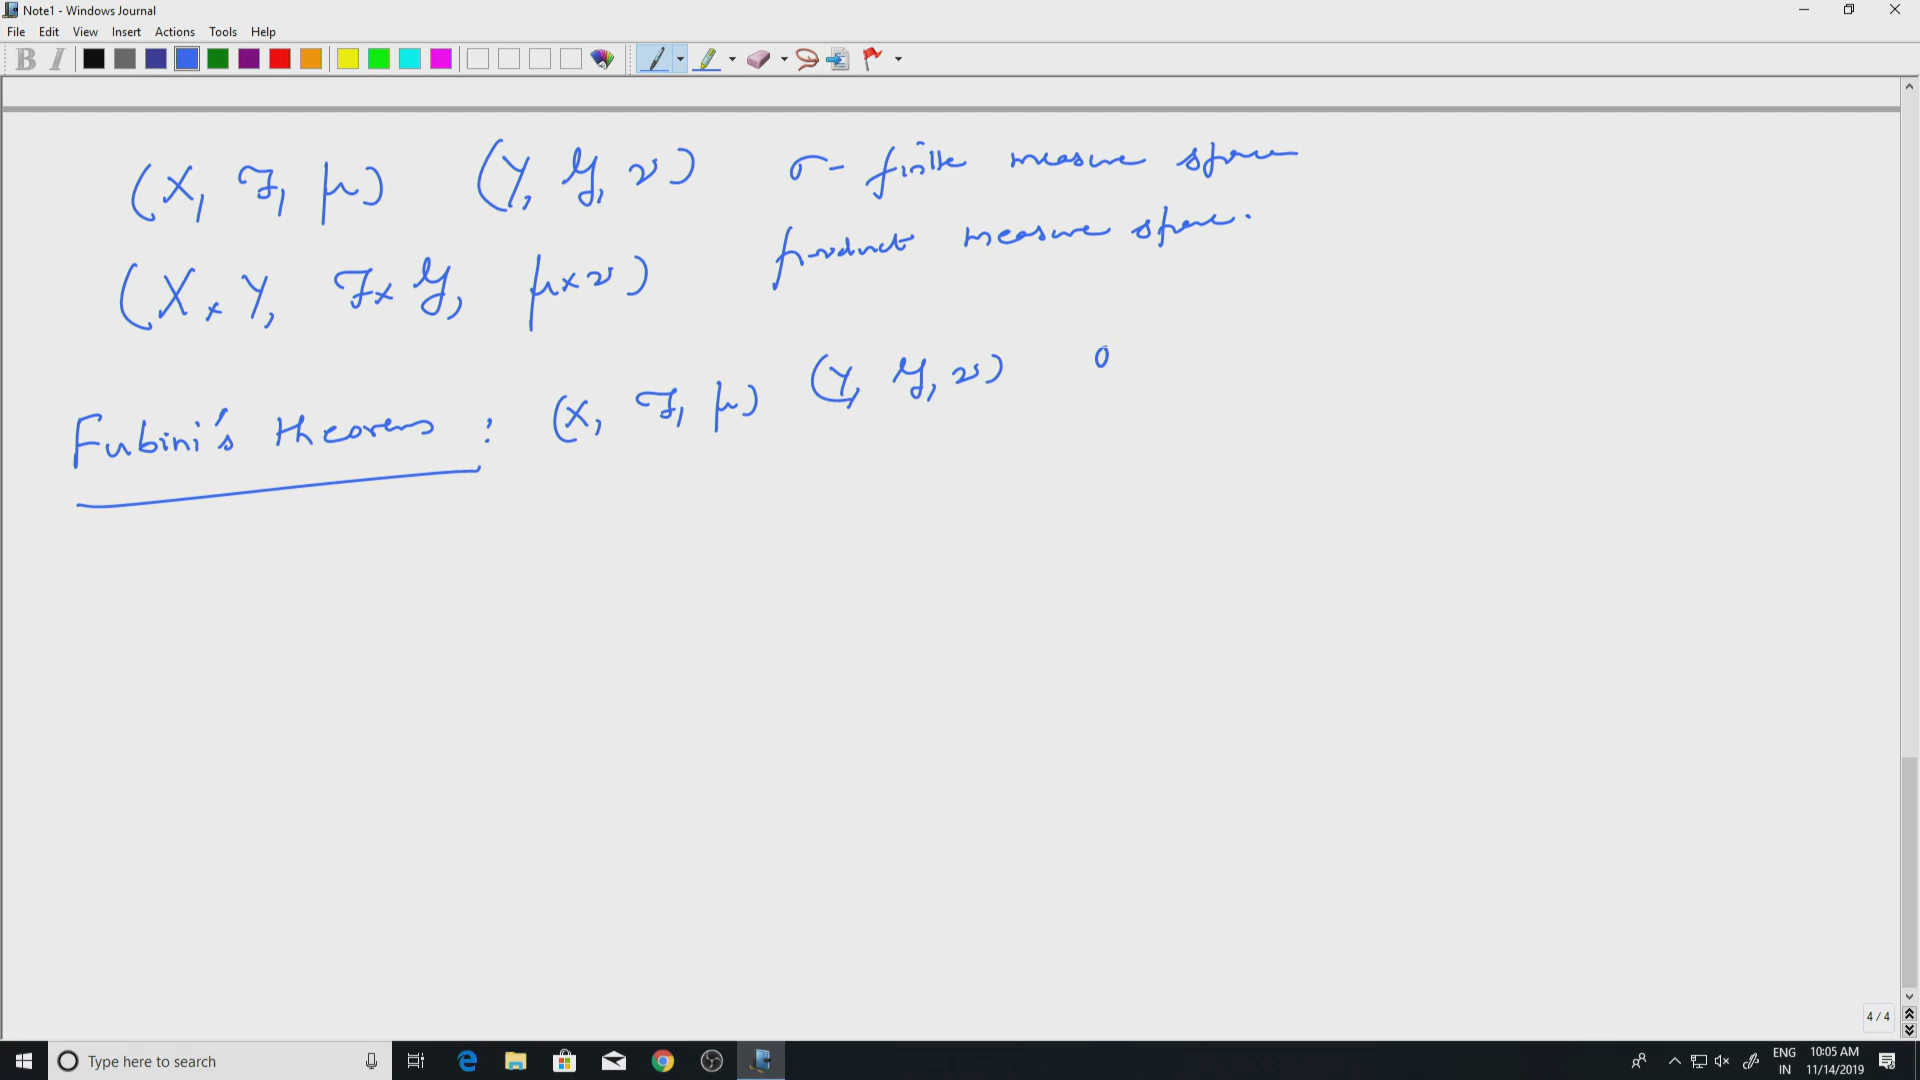 Note1 - Windows Journal
File Edit View Insert Actions Tools Help
B I
(X, ℱ, μ) (Y, 𝒢, ν) σ- finite measure space
(X × Y, ℱ × 𝒢, μ × ν) product measure space.
Fubini's theorem : (X, ℱ, μ) (Y, 𝒢, ν) σ
4 / 4
Type here to search
ENG 10:05 AM
IN 11/14/2019